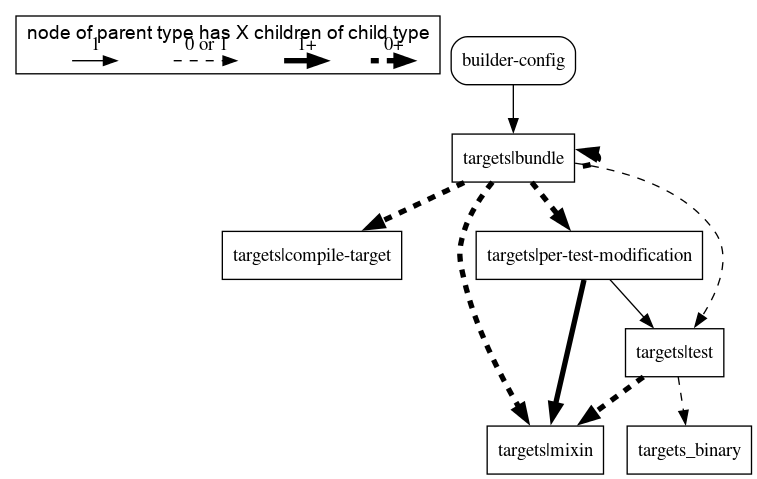 node of parent type has X children of child type
1 0 or 1 1+ 0+
builder-config
targets|bundle
targets|compile-target
targets|per-test-modification
targets|test
targets|mixin
targets_binary